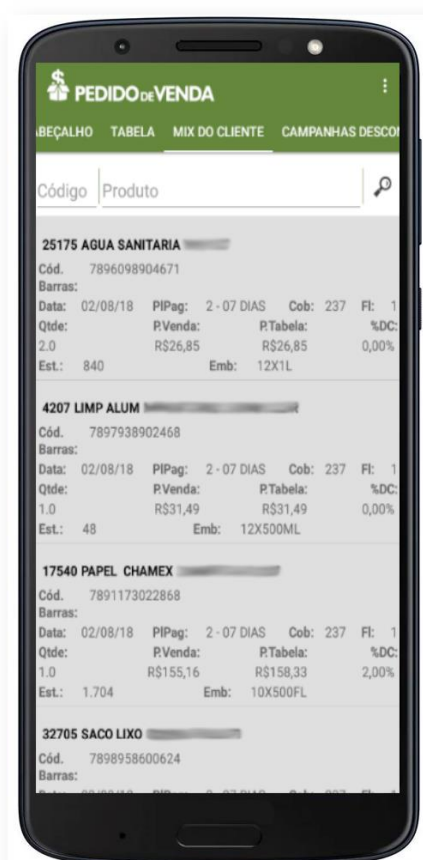 PEDIDO DE VENDA
ABEÇALHO TABELA MIX DO CLIENTE CAMPANHAS DESCO
Código Produto
25175 AGUA SANITARIA
Cód. Barras: 7896098904671
Data: 02/08/18 PlPag: 2 - 07 DIAS Cob: 237 Fl: 1
Qtde: P.Venda: P.Tabela: %DC:
2.0 R$26,85 R$26,85 0,00%
Est.: 840 Emb: 12X1L
4207 LIMP ALUM
Cód. Barras: 7897938902468
Data: 02/08/18 PlPag: 2 - 07 DIAS Cob: 237 Fl: 1
Qtde: P.Venda: P.Tabela: %DC:
1.0 R$31,49 R$31,49 0,00%
Est.: 48 Emb: 12X500ML
17540 PAPEL CHAMEX
Cód. Barras: 7891173022868
Data: 02/08/18 PlPag: 2 - 07 DIAS Cob: 237 Fl: 1
Qtde: P.Venda: P.Tabela: %DC:
1.0 R$155,16 R$158,33 2,00%
Est.: 1.704 Emb: 10X500FL
32705 SACO LIXO
Cód. Barras: 7898958600624